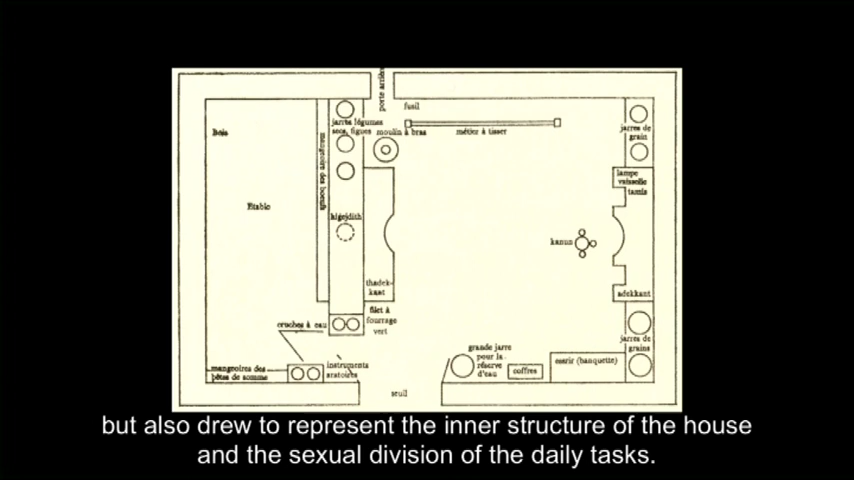 porte arrière
fusil
jarres légumes
secs, figues
moulin à bras
métier à tisser
jarres de
grain
Bois
mangeoire des boeufs
lampe
vaisselle
tamis
Etable
kanun
thadek-
kaat
adekkant
filet à
fourrage
vert
cruches à eau
jarres de
grains
grande jarre
pour la
réserve
d'eau
coffres
mangeoires des
bêtes de somme
instruments
aratoires
seuil
but also drew to represent the inner structure of the house
and the sexual division of the daily tasks.